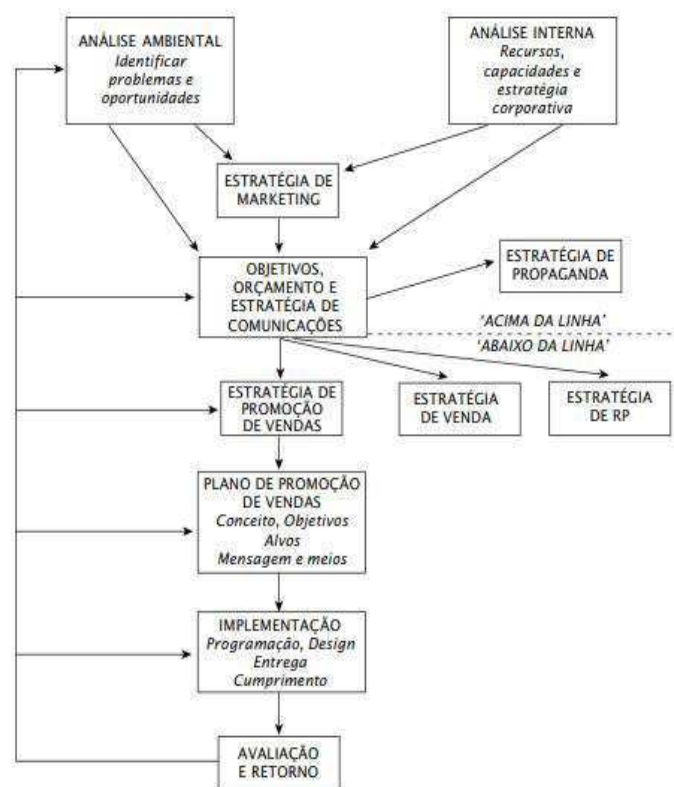 ANÁLISE AMBIENTAL
Identificar
problemas e
oportunidades
ANÁLISE INTERNA
Recursos,
capacidades e
estratégia
corporativa
ESTRATÉGIA DE
MARKETING
OBJETIVOS,
ORÇAMENTO E
ESTRATÉGIA DE
COMUNICAÇÕES
ESTRATÉGIA DE
PROPAGANDA
‘ACIMA DA LINHA’
‘ABAIXO DA LINHA’
ESTRATÉGIA DE
PROMOÇÃO
DE VENDAS
ESTRATÉGIA
DE VENDA
ESTRATÉGIA
DE RP
PLANO DE PROMOÇÃO
DE VENDAS
Conceito, Objetivos
Alvos
Mensagem e meios
IMPLEMENTAÇÃO
Programação, Design
Entrega
Cumprimento
AVALIAÇÃO
E RETORNO